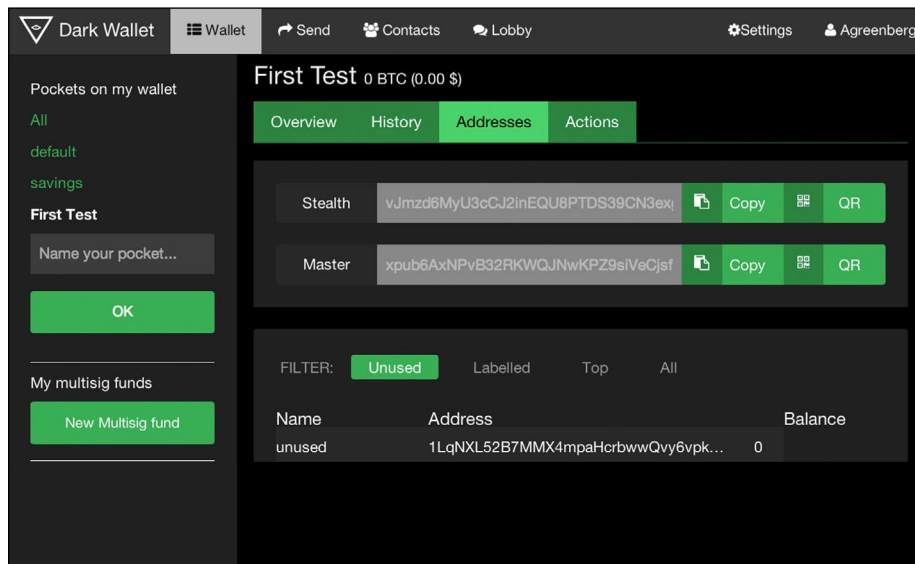 Dark Wallet Wallet Send Contacts Lobby Settings Agreenberg
Pockets on my wallet
All
default
savings
First Test
Name your pocket...
OK
My multisig funds
New Multisig fund
First Test 0 BTC (0.00 $)
Overview History Addresses Actions
Stealth vJmzd6MyU3cCJ2inEQU8PTDS39CN3ex Copy QR
Master xpub6AxNPvB32RKWQJNwKPZ9siVeCjsf Copy QR
FILTER: Unused Labelled Top All
Name Address Balance
unused 1LqNXL52B7MMX4mpaHcrbwwQvy6vpk... 0